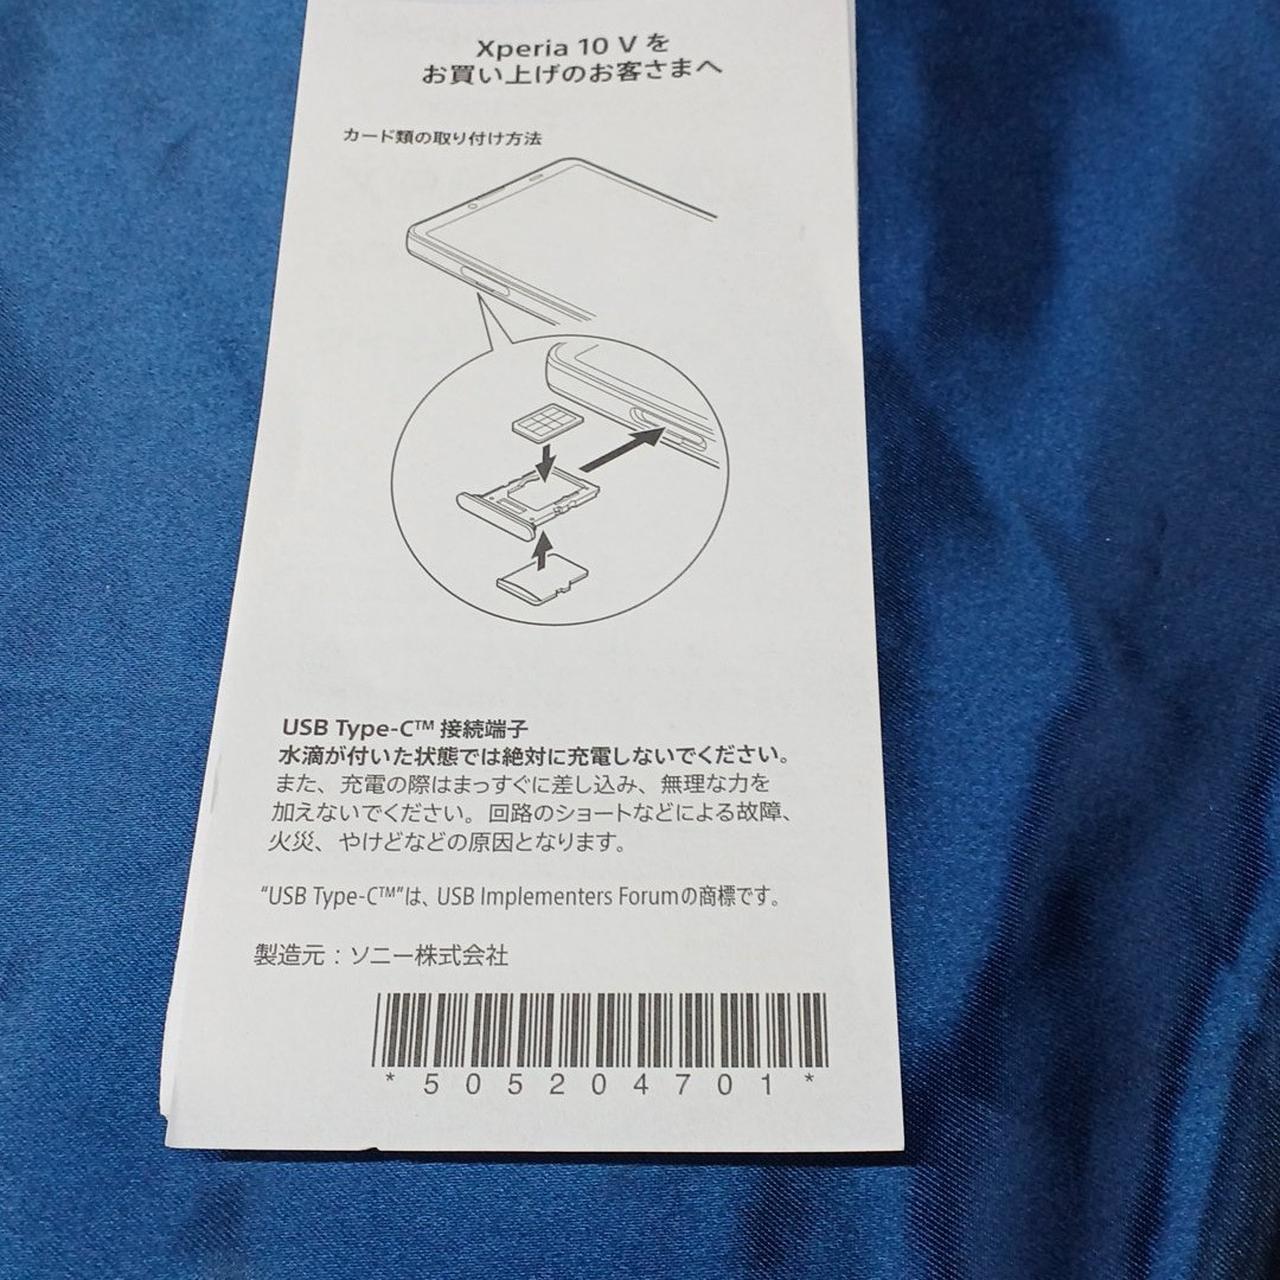 Xperia 10 V を
お買い上げのお客さまへ
カード類の取り付け方法
USB Type-C™ 接続端子
水滴が付いた状態では絶対に充電しないでください。
また、充電の際はまっすぐに差し込み、無理な力を
加えないでください。回路のショートなどによる故障、
火災、やけどなどの原因となります。
“USB Type-C™”は、USB Implementers Forumの商標です。
製造元：ソニー株式会社
*505204701*